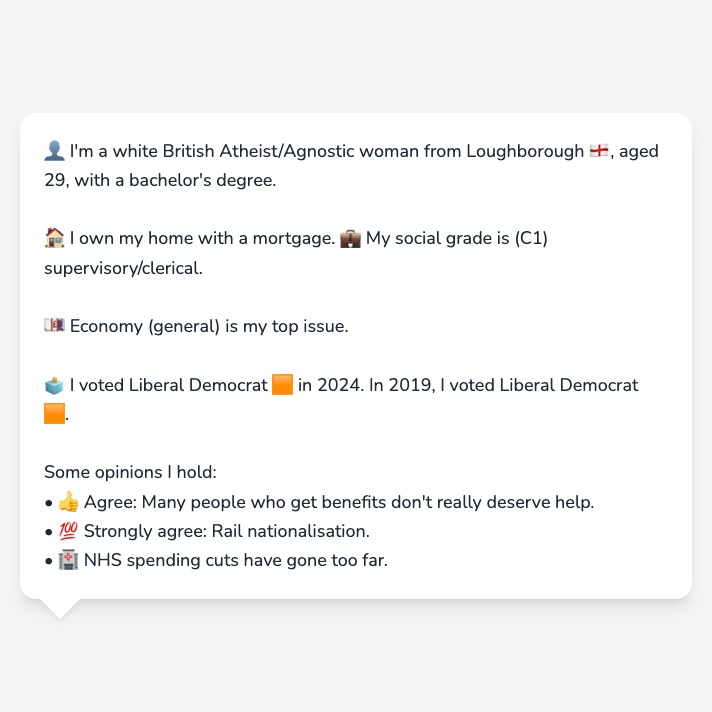 👤 I'm a white British Atheist/Agnostic woman from Loughborough 🏴󠁧󠁢󠁥󠁮󠁧󠁿, aged
29, with a bachelor's degree.
🏠 I own my home with a mortgage. 💼 My social grade is (C1)
supervisory/clerical.
💷 Economy (general) is my top issue.
🗳️ I voted Liberal Democrat 🟧 in 2024. In 2019, I voted Liberal Democrat
🟧.
Some opinions I hold:
• 👍 Agree: Many people who get benefits don't really deserve help.
• 💯 Strongly agree: Rail nationalisation.
• 🏥 NHS spending cuts have gone too far.